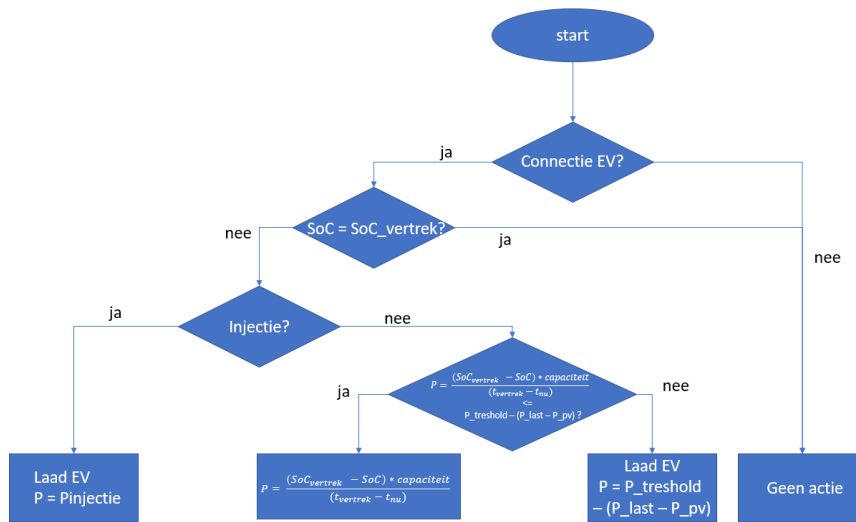 start
Connectie EV?
ja
nee
SoC = SoC_vertrek?
ja
nee
Injectie?
ja
nee
P = (SoC_vertrek − SoC) * capaciteit / (t_vertrek − t_nu)
<=
P_treshold − (P_last − P_pv) ?
ja
nee
Laad EV
P = Pinjectie
P = (SoC_vertrek − SoC) * capaciteit / (t_vertrek − t_nu)
Laad EV
P = P_treshold
− (P_last − P_pv)
Geen actie